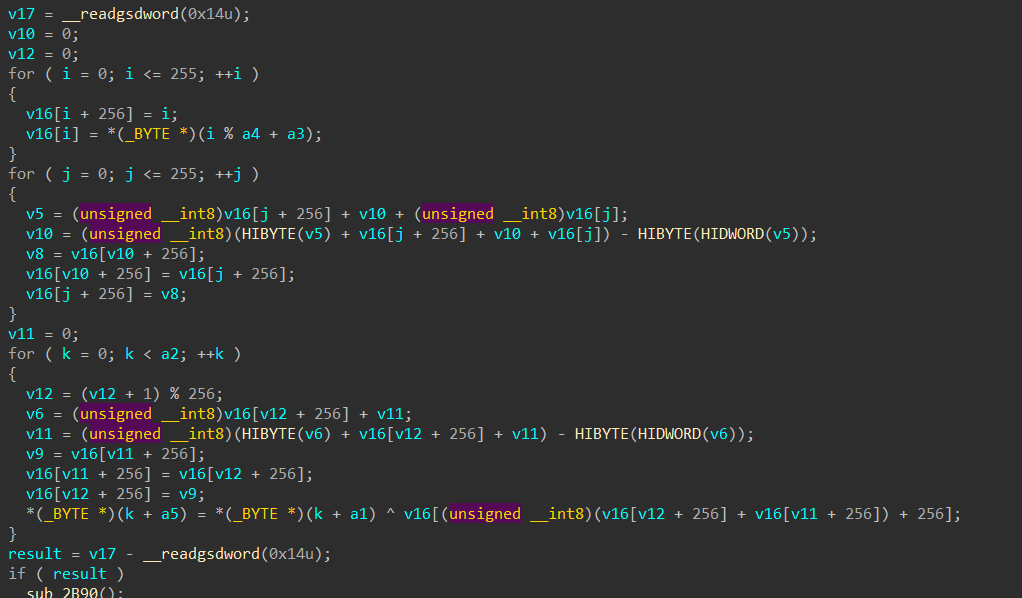 v17 = __readgsdword(0x14u);
v10 = 0;
v12 = 0;
for ( i = 0; i <= 255; ++i )
{
  v16[i + 256] = i;
  v16[i] = *(_BYTE *)(i % a4 + a3);
}
for ( j = 0; j <= 255; ++j )
{
  v5 = (unsigned __int8)v16[j + 256] + v10 + (unsigned __int8)v16[j];
  v10 = (unsigned __int8)(HIBYTE(v5) + v16[j + 256] + v10 + v16[j]) - HIBYTE(HIDWORD(v5));
  v8 = v16[v10 + 256];
  v16[v10 + 256] = v16[j + 256];
  v16[j + 256] = v8;
}
v11 = 0;
for ( k = 0; k < a2; ++k )
{
  v12 = (v12 + 1) % 256;
  v6 = (unsigned __int8)v16[v12 + 256] + v11;
  v11 = (unsigned __int8)(HIBYTE(v6) + v16[v12 + 256] + v11) - HIBYTE(HIDWORD(v6));
  v9 = v16[v11 + 256];
  v16[v11 + 256] = v16[v12 + 256];
  v16[v12 + 256] = v9;
  *(_BYTE *)(k + a5) = *(_BYTE *)(k + a1) ^ v16[(unsigned __int8)(v16[v12 + 256] + v16[v11 + 256]) + 256];
}
result = v17 - __readgsdword(0x14u);
if ( result )
  sub_2B90();